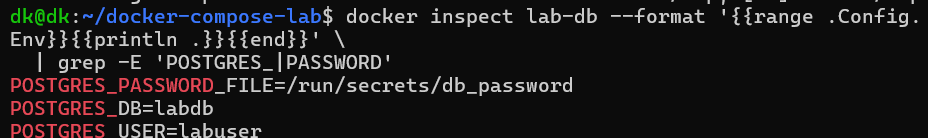 dk@dk:~/docker-compose-lab$ docker inspect lab-db --format '{{range .Config.
Env}}{{println .}}{{end}}' \
  | grep -E 'POSTGRES_|PASSWORD'
POSTGRES_PASSWORD_FILE=/run/secrets/db_password
POSTGRES_DB=labdb
POSTGRES_USER=labuser